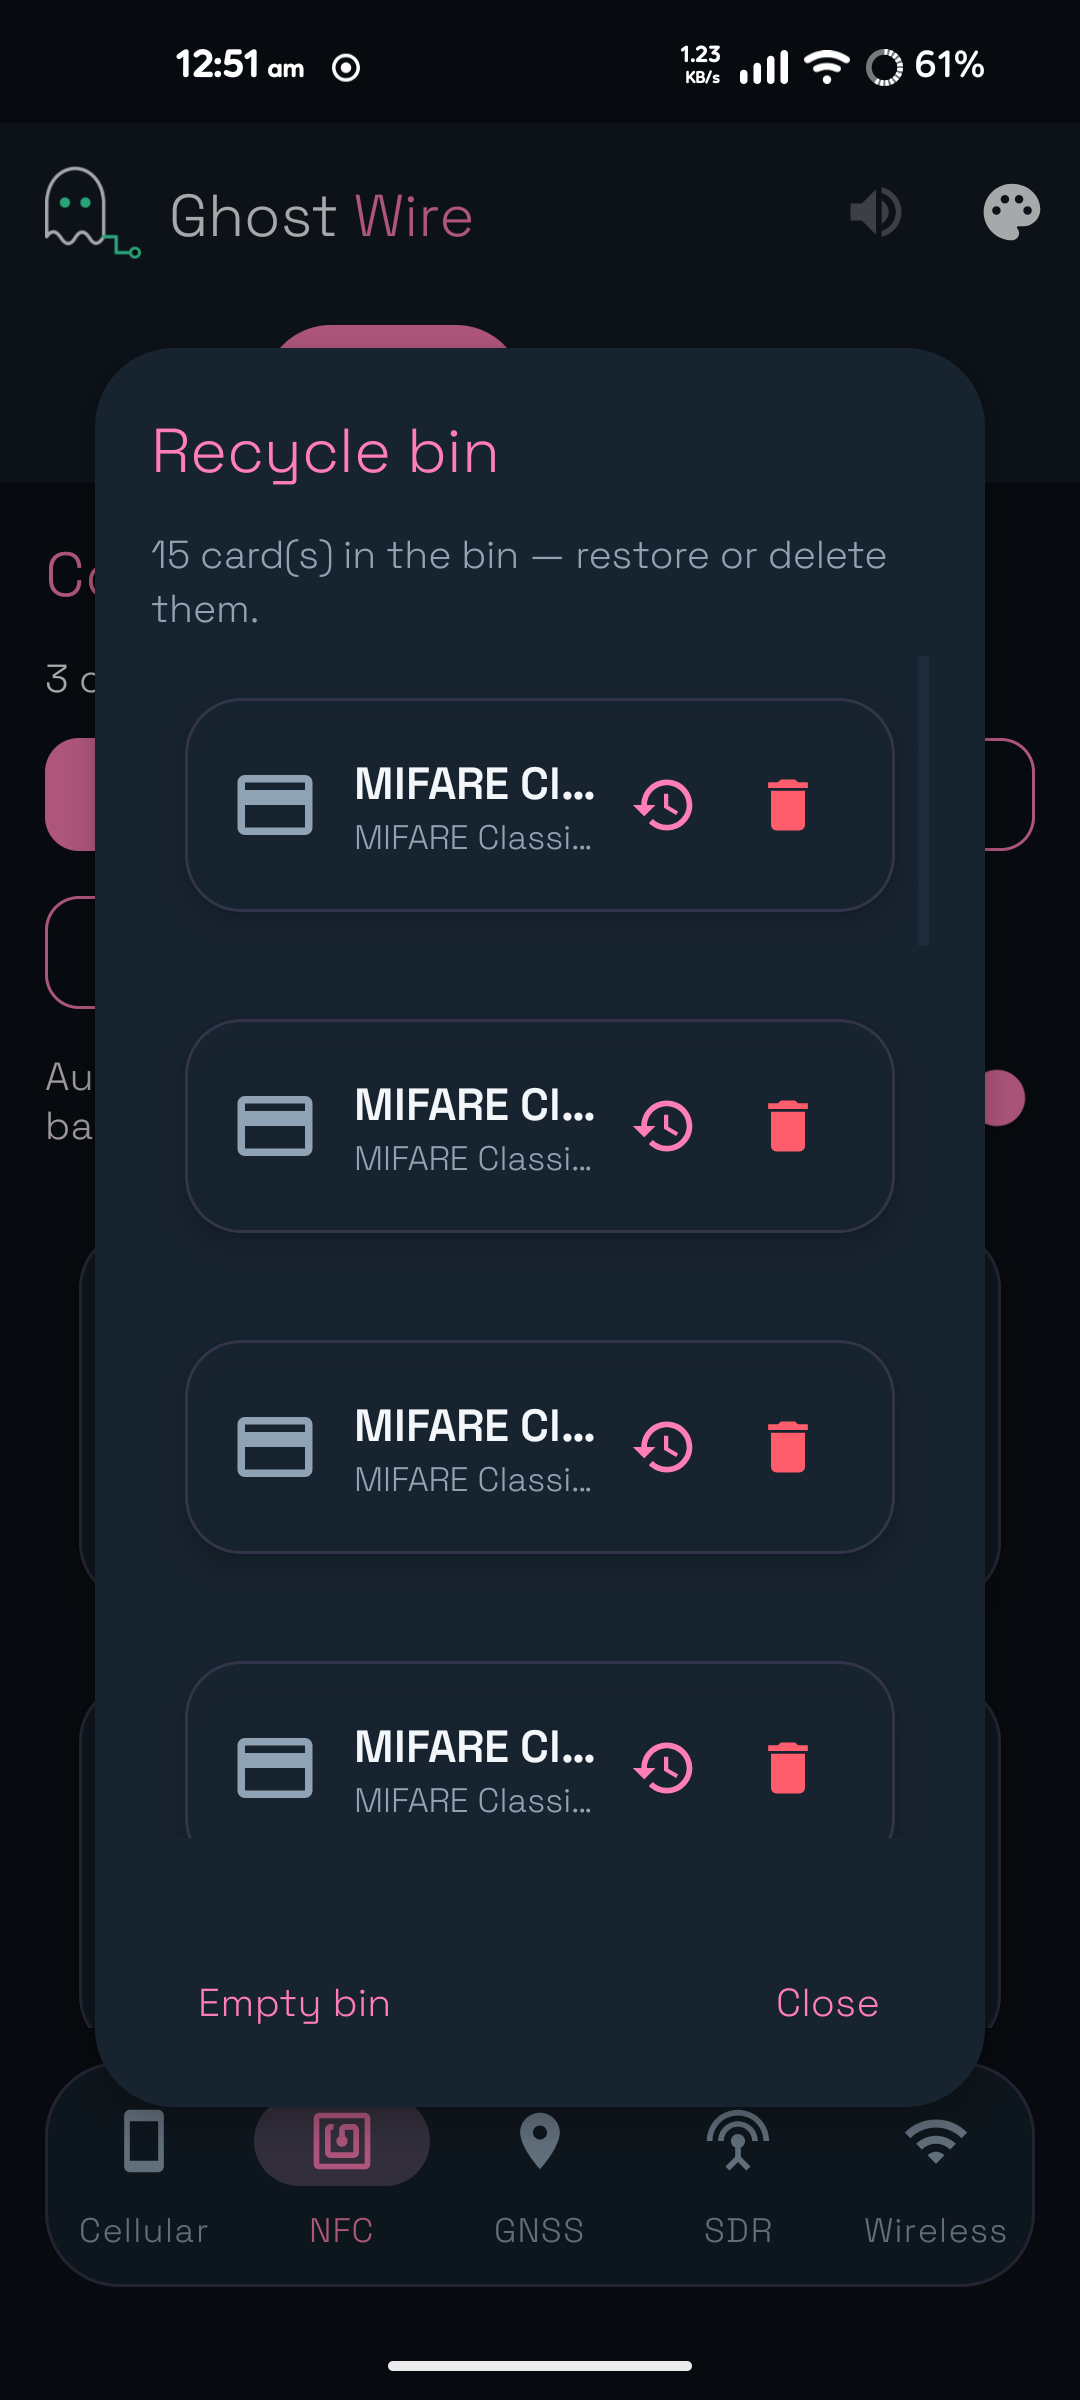 12:51 am
1.23 KB/s
61%
Ghost Wire
Recycle bin
15 card(s) in the bin — restore or delete
them.
MIFARE Cl...
MIFARE Classi...
MIFARE Cl...
MIFARE Classi...
MIFARE Cl...
MIFARE Classi...
MIFARE Cl...
MIFARE Classi...
Empty bin
Close
Cellular
NFC
GNSS
SDR
Wireless